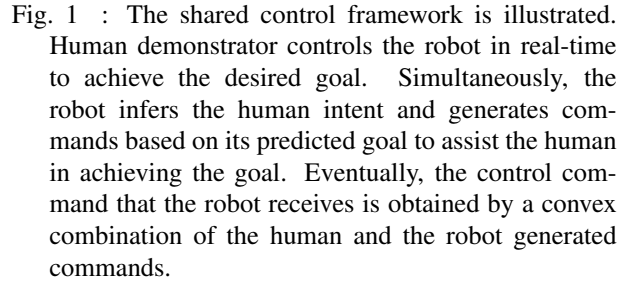 Fig. 1 : The shared control framework is illustrated.
Human demonstrator controls the robot in real-time
to achieve the desired goal. Simultaneously, the
robot infers the human intent and generates com-
mands based on its predicted goal to assist the human
in achieving the goal. Eventually, the control com-
mand that the robot receives is obtained by a convex
combination of the human and the robot generated
commands.